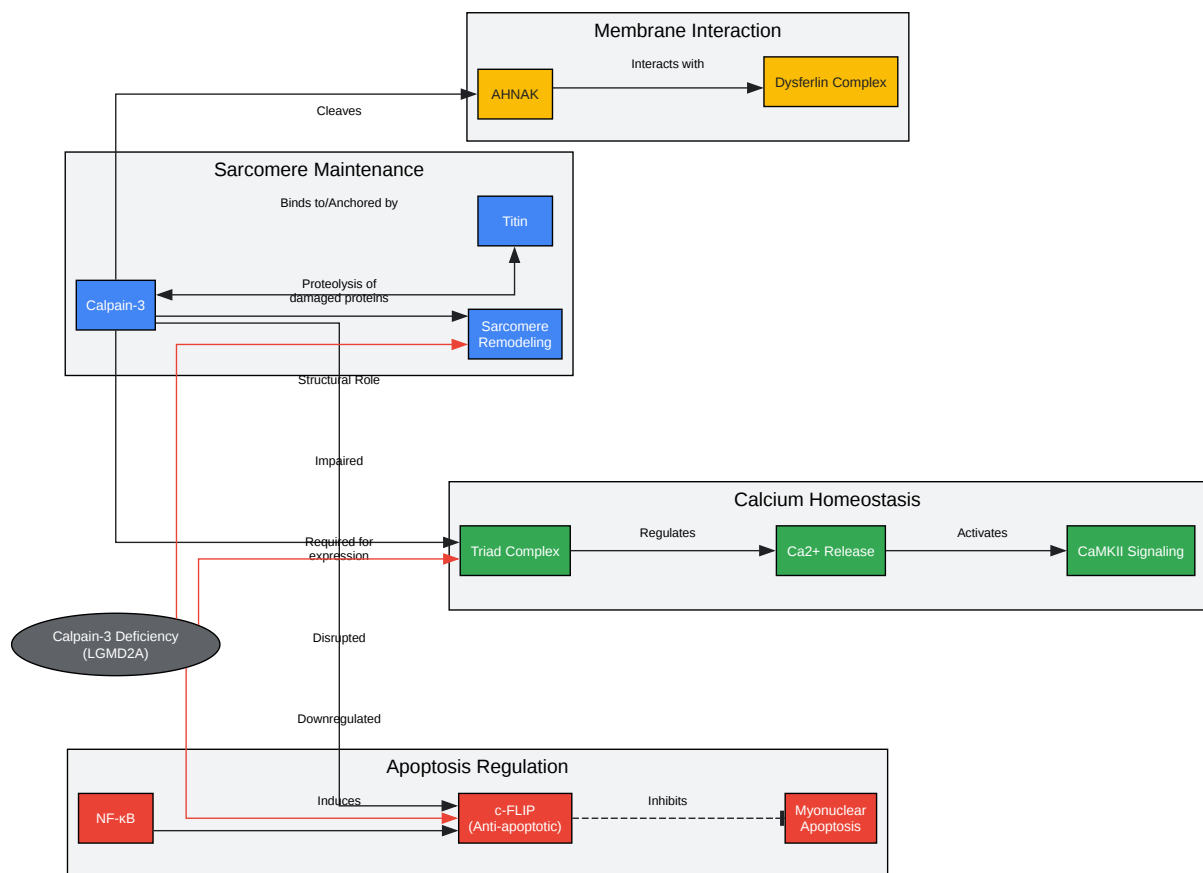 Membrane Interaction
Interacts with
AHNAK
Dysferlin Complex
Cleaves
Sarcomere Maintenance
Binds to/Anchored by
Titin
Calpain-3
Proteolysis of
damaged proteins
Sarcomere
Remodeling
Structural Role
Impaired
Calcium Homeostasis
Required for
expression
Triad Complex
Regulates
Ca2+ Release
Activates
CaMKII Signaling
Calpain-3 Deficiency
(LGMD2A)
Disrupted
Downregulated
Apoptosis Regulation
NF-κB
Induces
c-FLIP
(Anti-apoptotic)
Inhibits
Myonuclear
Apoptosis